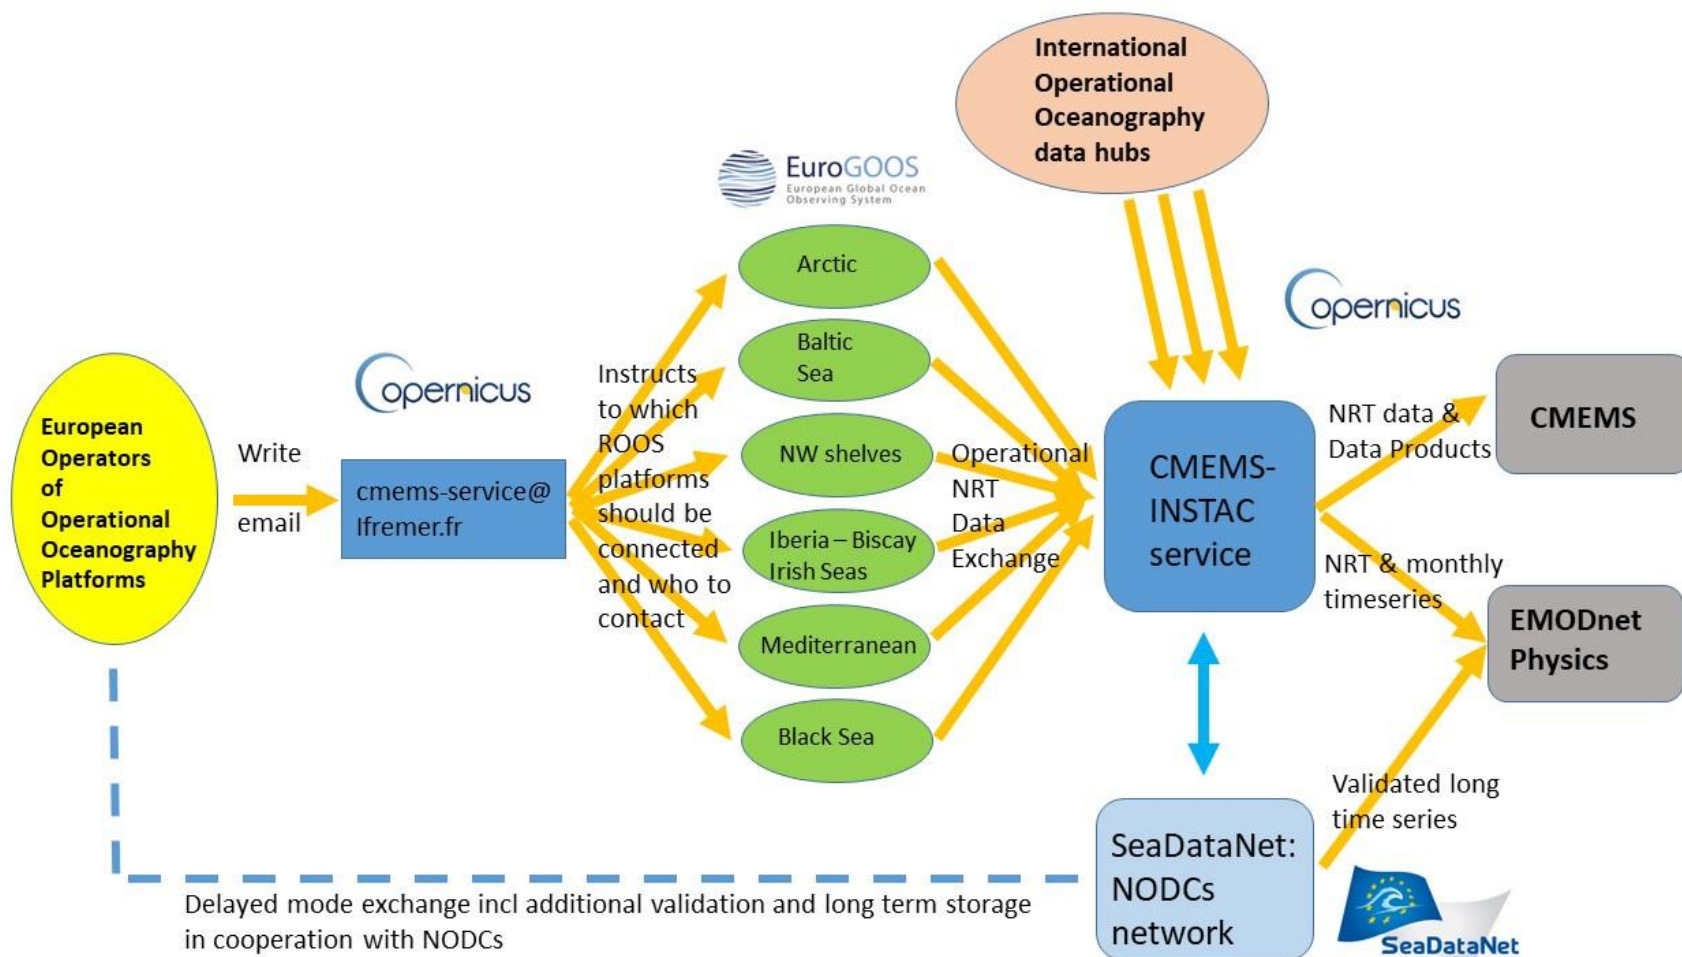 International
Operational
Oceanography
data hubs
EuroGOOS
European Global Ocean
Observing System
Arctic
Baltic
Sea
NW shelves
Iberia – Biscay
Irish Seas
Mediterranean
Black Sea
European
Operators
of
Operational
Oceanography
Platforms
Write
email
Copernicus
cmems-service@
Ifremer.fr
Instructs
to which
ROOS
platforms
should be
connected
and who to
contact
Operational
NRT
Data
Exchange
Copernicus
CMEMS-
INSTAC
service
NRT data &
Data Products
CMEMS
NRT & monthly
timeseries
EMODnet
Physics
Validated long
time series
SeaDataNet:
NODCs
network
SeaDataNet
Delayed mode exchange incl additional validation and long term storage
in cooperation with NODCs